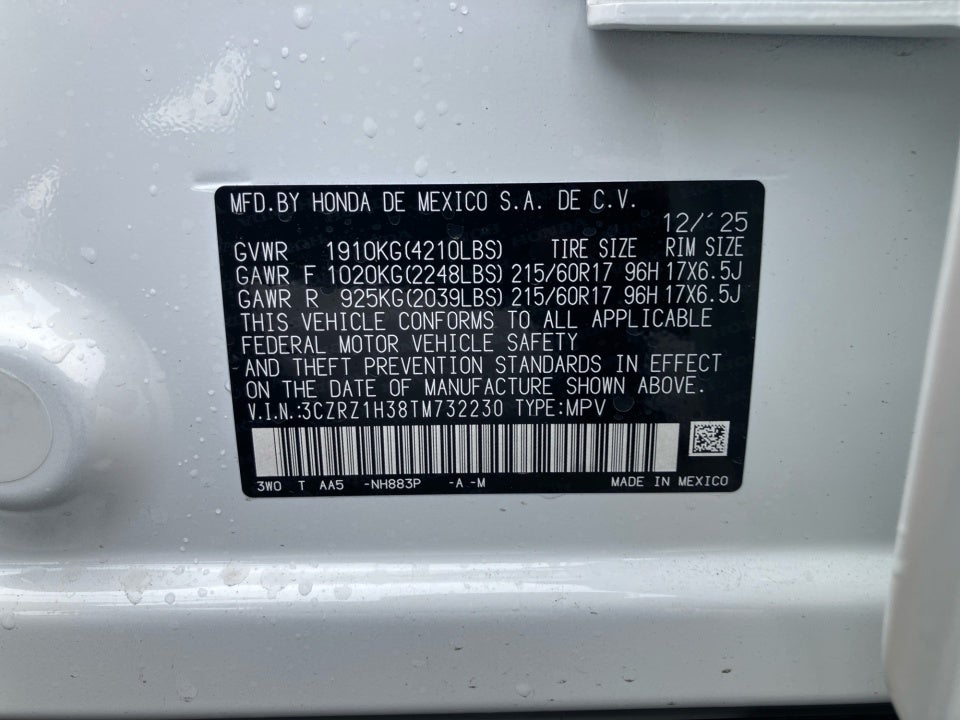 MFD.BY HONDA DE MEXICO S.A. DE C.V.
12/'25
GVWR 1910KG(4210LBS) TIRE SIZE RIM SIZE
GAWR F 1020KG(2248LBS) 215/60R17 96H 17X6.5J
GAWR R 925KG(2039LBS) 215/60R17 96H 17X6.5J
THIS VEHICLE CONFORMS TO ALL APPLICABLE
FEDERAL MOTOR VEHICLE SAFETY
AND THEFT PREVENTION STANDARDS IN EFFECT
ON THE DATE OF MANUFACTURE SHOWN ABOVE.
V.I.N.:3CZRZ1H38TM732230 TYPE:MPV
3W0 T AA5 -NH883P -A -M MADE IN MEXICO